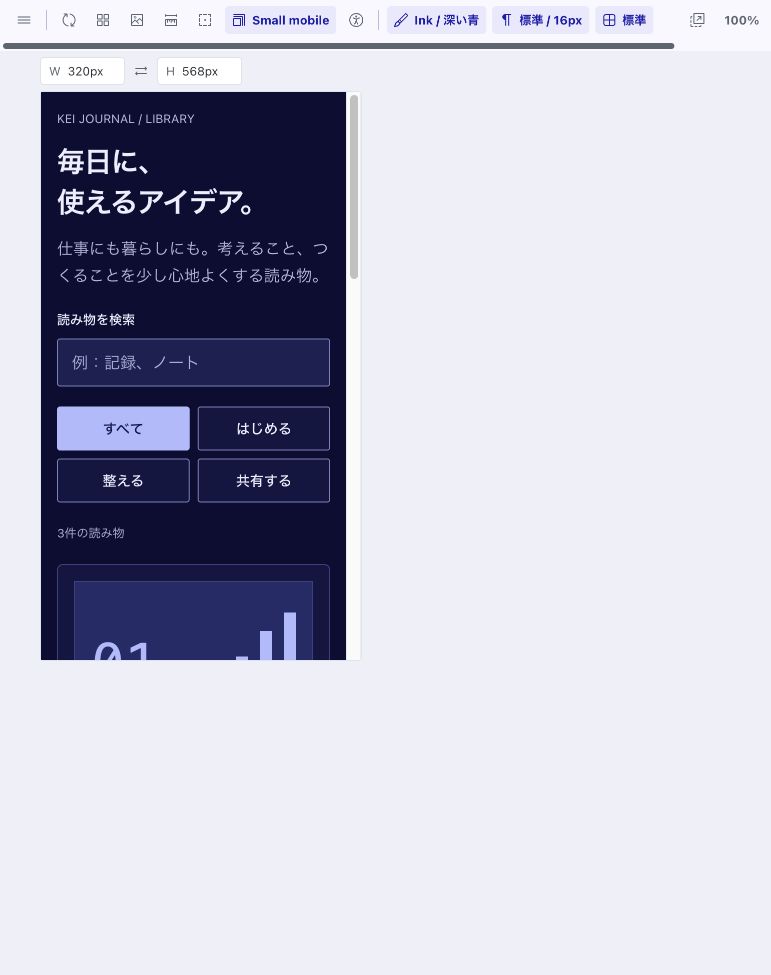 Small mobile
Ink / 深い青
標準 / 16px
標準
100%
W 320px
H 568px
KEI JOURNAL / LIBRARY
毎日に、
使えるアイデア。
仕事にも暮らしにも。考えること、つ
くることを少し心地よくする読み物。
読み物を検索
例：記録、ノート
すべて
はじめる
整える
共有する
3件の読み物
01